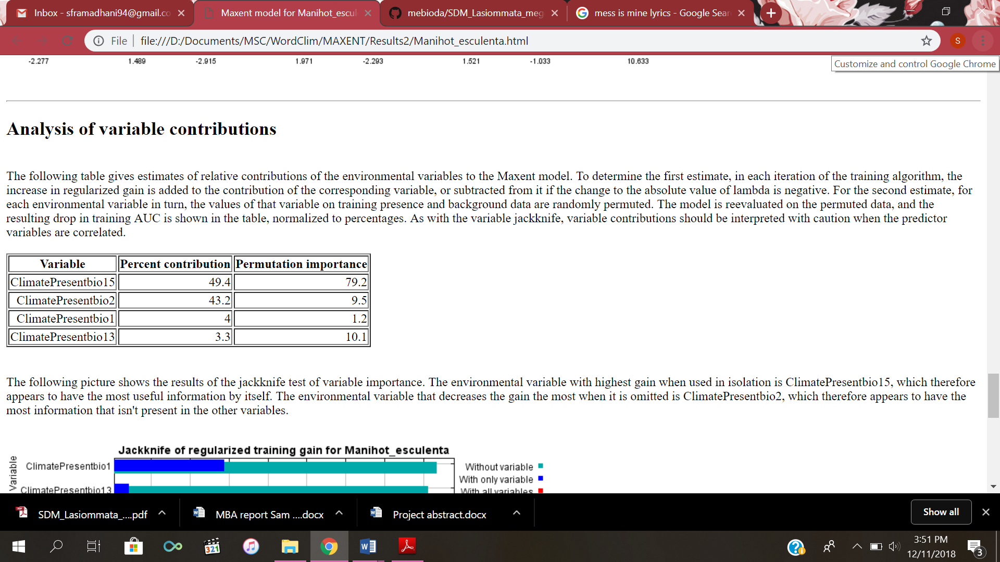 Inbox - sframadhani94@gmail.co
Maxent model for Manihot_escul
mebioda/SDM_Lasiommata_meg
mess is mine lyrics - Google Sear
File
file:///D:/Documents/MSC/WordClim/MAXENT/Results2/Manihot_esculenta.html
S
-2.277 1.489 -2.915 1.971 -2.293 1.521 -1.033 10.633
Customize and control Google Chrome
Analysis of variable contributions
The following table gives estimates of relative contributions of the environmental variables to the Maxent model. To determine the first estimate, in each iteration of the training algorithm, the
increase in regularized gain is added to the contribution of the corresponding variable, or subtracted from it if the change to the absolute value of lambda is negative. For the second estimate, for
each environmental variable in turn, the values of that variable on training presence and background data are randomly permuted. The model is reevaluated on the permuted data, and the
resulting drop in training AUC is shown in the table, normalized to percentages. As with the variable jackknife, variable contributions should be interpreted with caution when the predictor
variables are correlated.
Variable Percent contribution Permutation importance
ClimatePresentbio15 49.4 79.2
ClimatePresentbio2 43.2 9.5
ClimatePresentbio1 4 1.2
ClimatePresentbio13 3.3 10.1
The following picture shows the results of the jackknife test of variable importance. The environmental variable with highest gain when used in isolation is ClimatePresentbio15, which therefore
appears to have the most useful information by itself. The environmental variable that decreases the gain the most when it is omitted is ClimatePresentbio2, which therefore appears to have the
most information that isn't present in the other variables.
Jackknife of regularized training gain for Manihot_esculenta
Variable
ClimatePresentbio1
ClimatePresentbio13
Without variable
With only variable
With all variables
SDM_Lasiommata_....pdf
MBA report Sam ....docx
Project abstract.docx
Show all
321
3:51 PM
12/11/2018
3